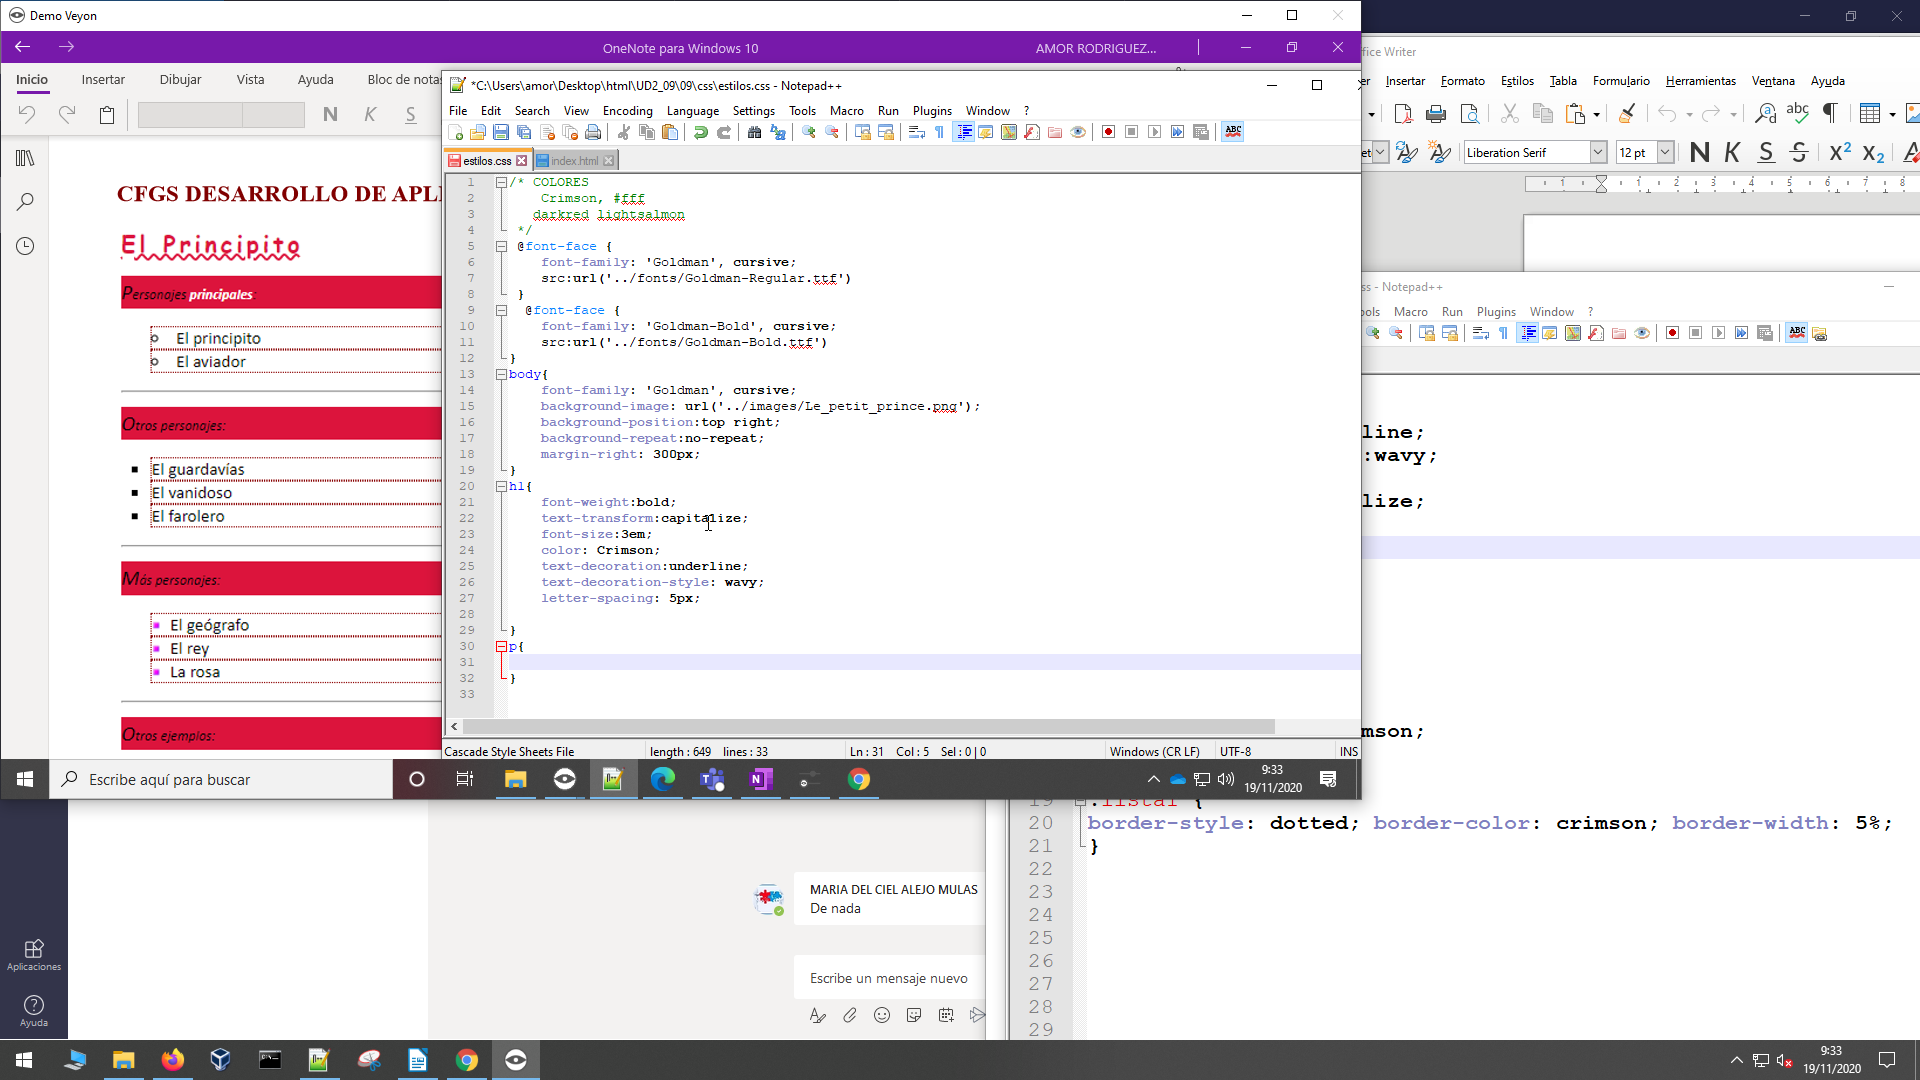 Demo Veyon
OneNote para Windows 10
AMOR RODRIGUEZ...
Inicio
Insertar
Dibujar
Vista
Ayuda
Bloc de notas
N
K
S
CFGS DESARROLLO DE APL
El Principito
Personajes principales:
El principito
El aviador
Otros personajes:
El guardavías
El vanidoso
El farolero
Más personajes:
El geógrafo
El rey
La rosa
Otros ejemplos:
*C:\Users\amor\Desktop\html\UD2_09\09\css\estilos.css - Notepad++
File Edit Search View Encoding Language Settings Tools Macro Run Plugins Window ?
estilos.css
index.html
1 /* COLORES
2 Crimson, #fff
3 darkred lightsalmon
4 */
5 @font-face {
6 font-family: 'Goldman', cursive;
7 src:url('../fonts/Goldman-Regular.ttf')
8 }
9 @font-face {
10 font-family: 'Goldman-Bold', cursive;
11 src:url('../fonts/Goldman-Bold.ttf')
12 }
13 body{
14 font-family: 'Goldman', cursive;
15 background-image: url('../images/Le_petit_prince.png');
16 background-position:top right;
17 background-repeat:no-repeat;
18 margin-right: 300px;
19 }
20 h1{
21 font-weight:bold;
22 text-transform:capitalize;
23 font-size:3em;
24 color: Crimson;
25 text-decoration:underline;
26 text-decoration-style: wavy;
27 letter-spacing: 5px;
28
29 }
30 p{
31
32 }
33
Cascade Style Sheets File
length : 649 lines : 33
Ln : 31 Col : 5 Sel : 0 | 0
Windows (CR LF)
UTF-8
INS
Escribe aquí para buscar
9:33
19/11/2020
fice Writer
er Insertar Formato Estilos Tabla Formulario Herramientas Ventana Ayuda
abc
Liberation Serif
12 pt
N K S S X² X₂ A
1 1 2 3 4 5 6 7 8
ss - Notepad++
ools Macro Run Plugins Window ?
line;
:wavy;
lize;
mson;
19 .listar {
20 border-style: dotted; border-color: crimson; border-width: 5%;
21 }
22
23
24
25
26
27
28
29
MARIA DEL CIEL ALEJO MULAS
De nada
Escribe un mensaje nuevo
Aplicaciones
Ayuda
9:33
19/11/2020